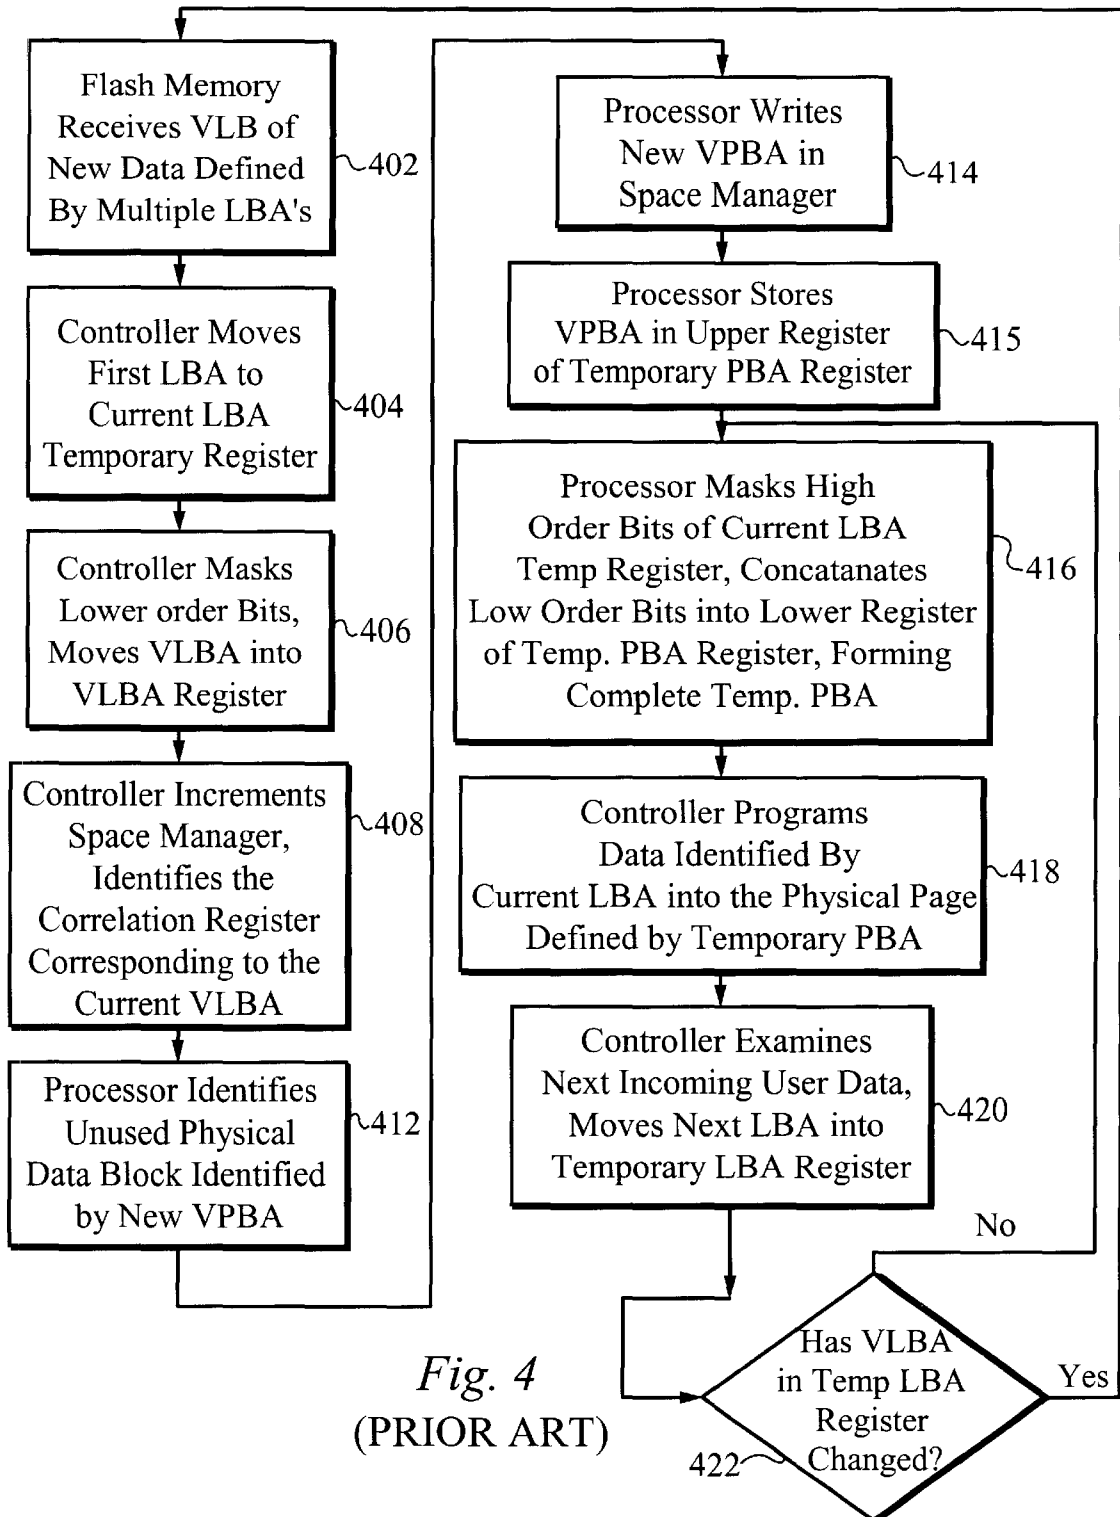 Flash Memory
Receives VLB of
New Data Defined
By Multiple LBA's
402
Controller Moves
First LBA to
Current LBA
Temporary Register
404
Controller Masks
Lower order Bits,
Moves VLBA into
VLBA Register
406
Controller Increments
Space Manager,
Identifies the
Correlation Register
Corresponding to the
Current VLBA
408
Processor Identifies
Unused Physical
Data Block Identified
by New VPBA
412
Processor Writes
New VPBA in
Space Manager
414
Processor Stores
VPBA in Upper Register
of Temporary PBA Register
415
Processor Masks High
Order Bits of Current LBA
Temp Register, Concatanates
Low Order Bits into Lower Register
of Temp. PBA Register, Forming
Complete Temp. PBA
416
Controller Programs
Data Identified By
Current LBA into the Physical Page
Defined by Temporary PBA
418
Controller Examines
Next Incoming User Data,
Moves Next LBA into
Temporary LBA Register
420
No
Has VLBA
in Temp LBA
Register
Changed?
Yes
422
Fig. 4
(PRIOR ART)